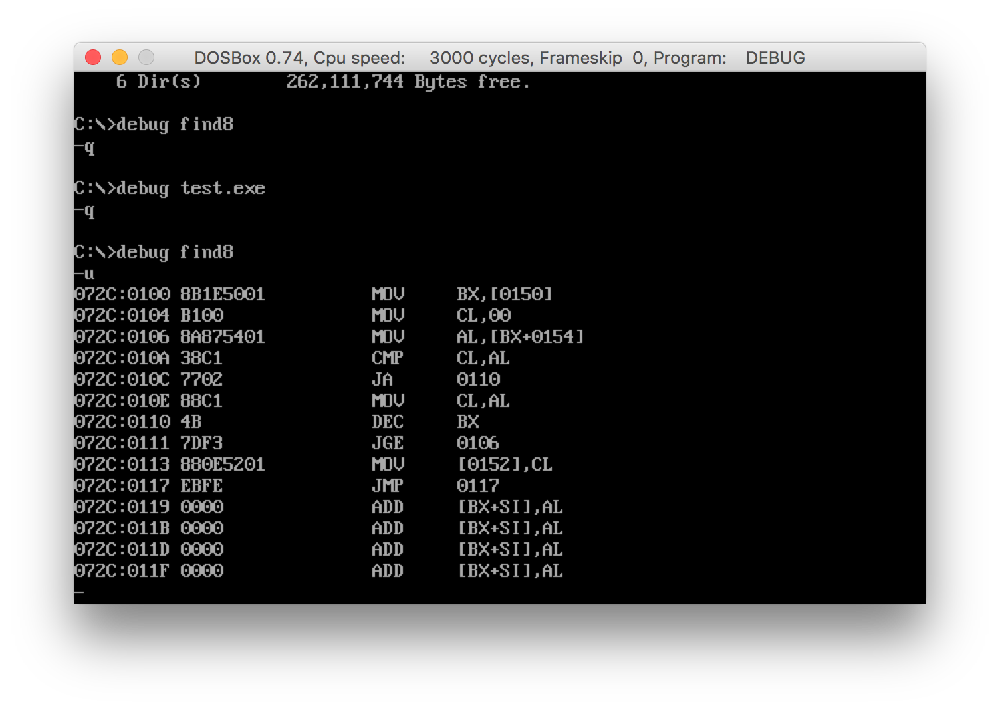 DOSBox 0.74, Cpu speed: 3000 cycles, Frameskip 0, Program: DEBUG
6 Dir(s) 262,111,744 Bytes free.
C:\>debug find8
-q
C:\>debug test.exe
-q
C:\>debug find8
-u
072C:0100 8B1E5001 MOV BX,[0150]
072C:0104 B100 MOV CL,00
072C:0106 8A875401 MOV AL,[BX+0154]
072C:010A 38C1 CMP CL,AL
072C:010C 7702 JA 0110
072C:010E 88C1 MOV CL,AL
072C:0110 4B DEC BX
072C:0111 7DF3 JGE 0106
072C:0113 880E5201 MOV [0152],CL
072C:0117 EBFE JMP 0117
072C:0119 0000 ADD [BX+SI],AL
072C:011B 0000 ADD [BX+SI],AL
072C:011D 0000 ADD [BX+SI],AL
072C:011F 0000 ADD [BX+SI],AL
-